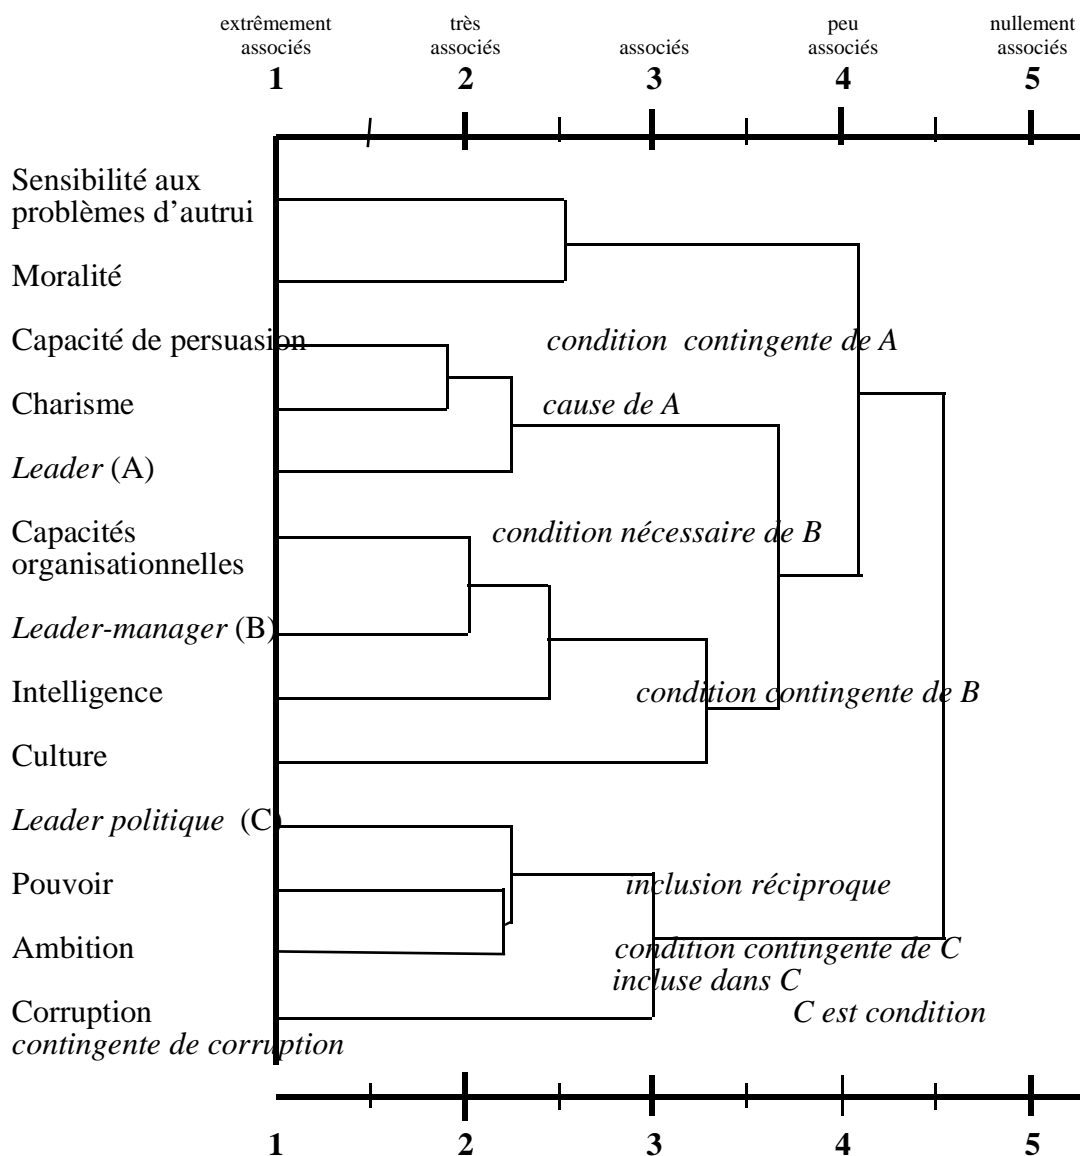 extrêmement très peu nullement
associés associés associés associés associés
1 2 3 4 5
Sensibilité aux
problèmes d'autrui
Moralité
Capacité de persuasion condition contingente de A
Charisme cause de A
Leader (A)
Capacités condition nécessaire de B
organisationnelles
Leader-manager (B)
Intelligence condition contingente de B
Culture
Leader politique (C)
Pouvoir inclusion réciproque
Ambition condition contingente de C
incluse dans C
Corruption C est condition
contingente de corruption
1 2 3 4 5